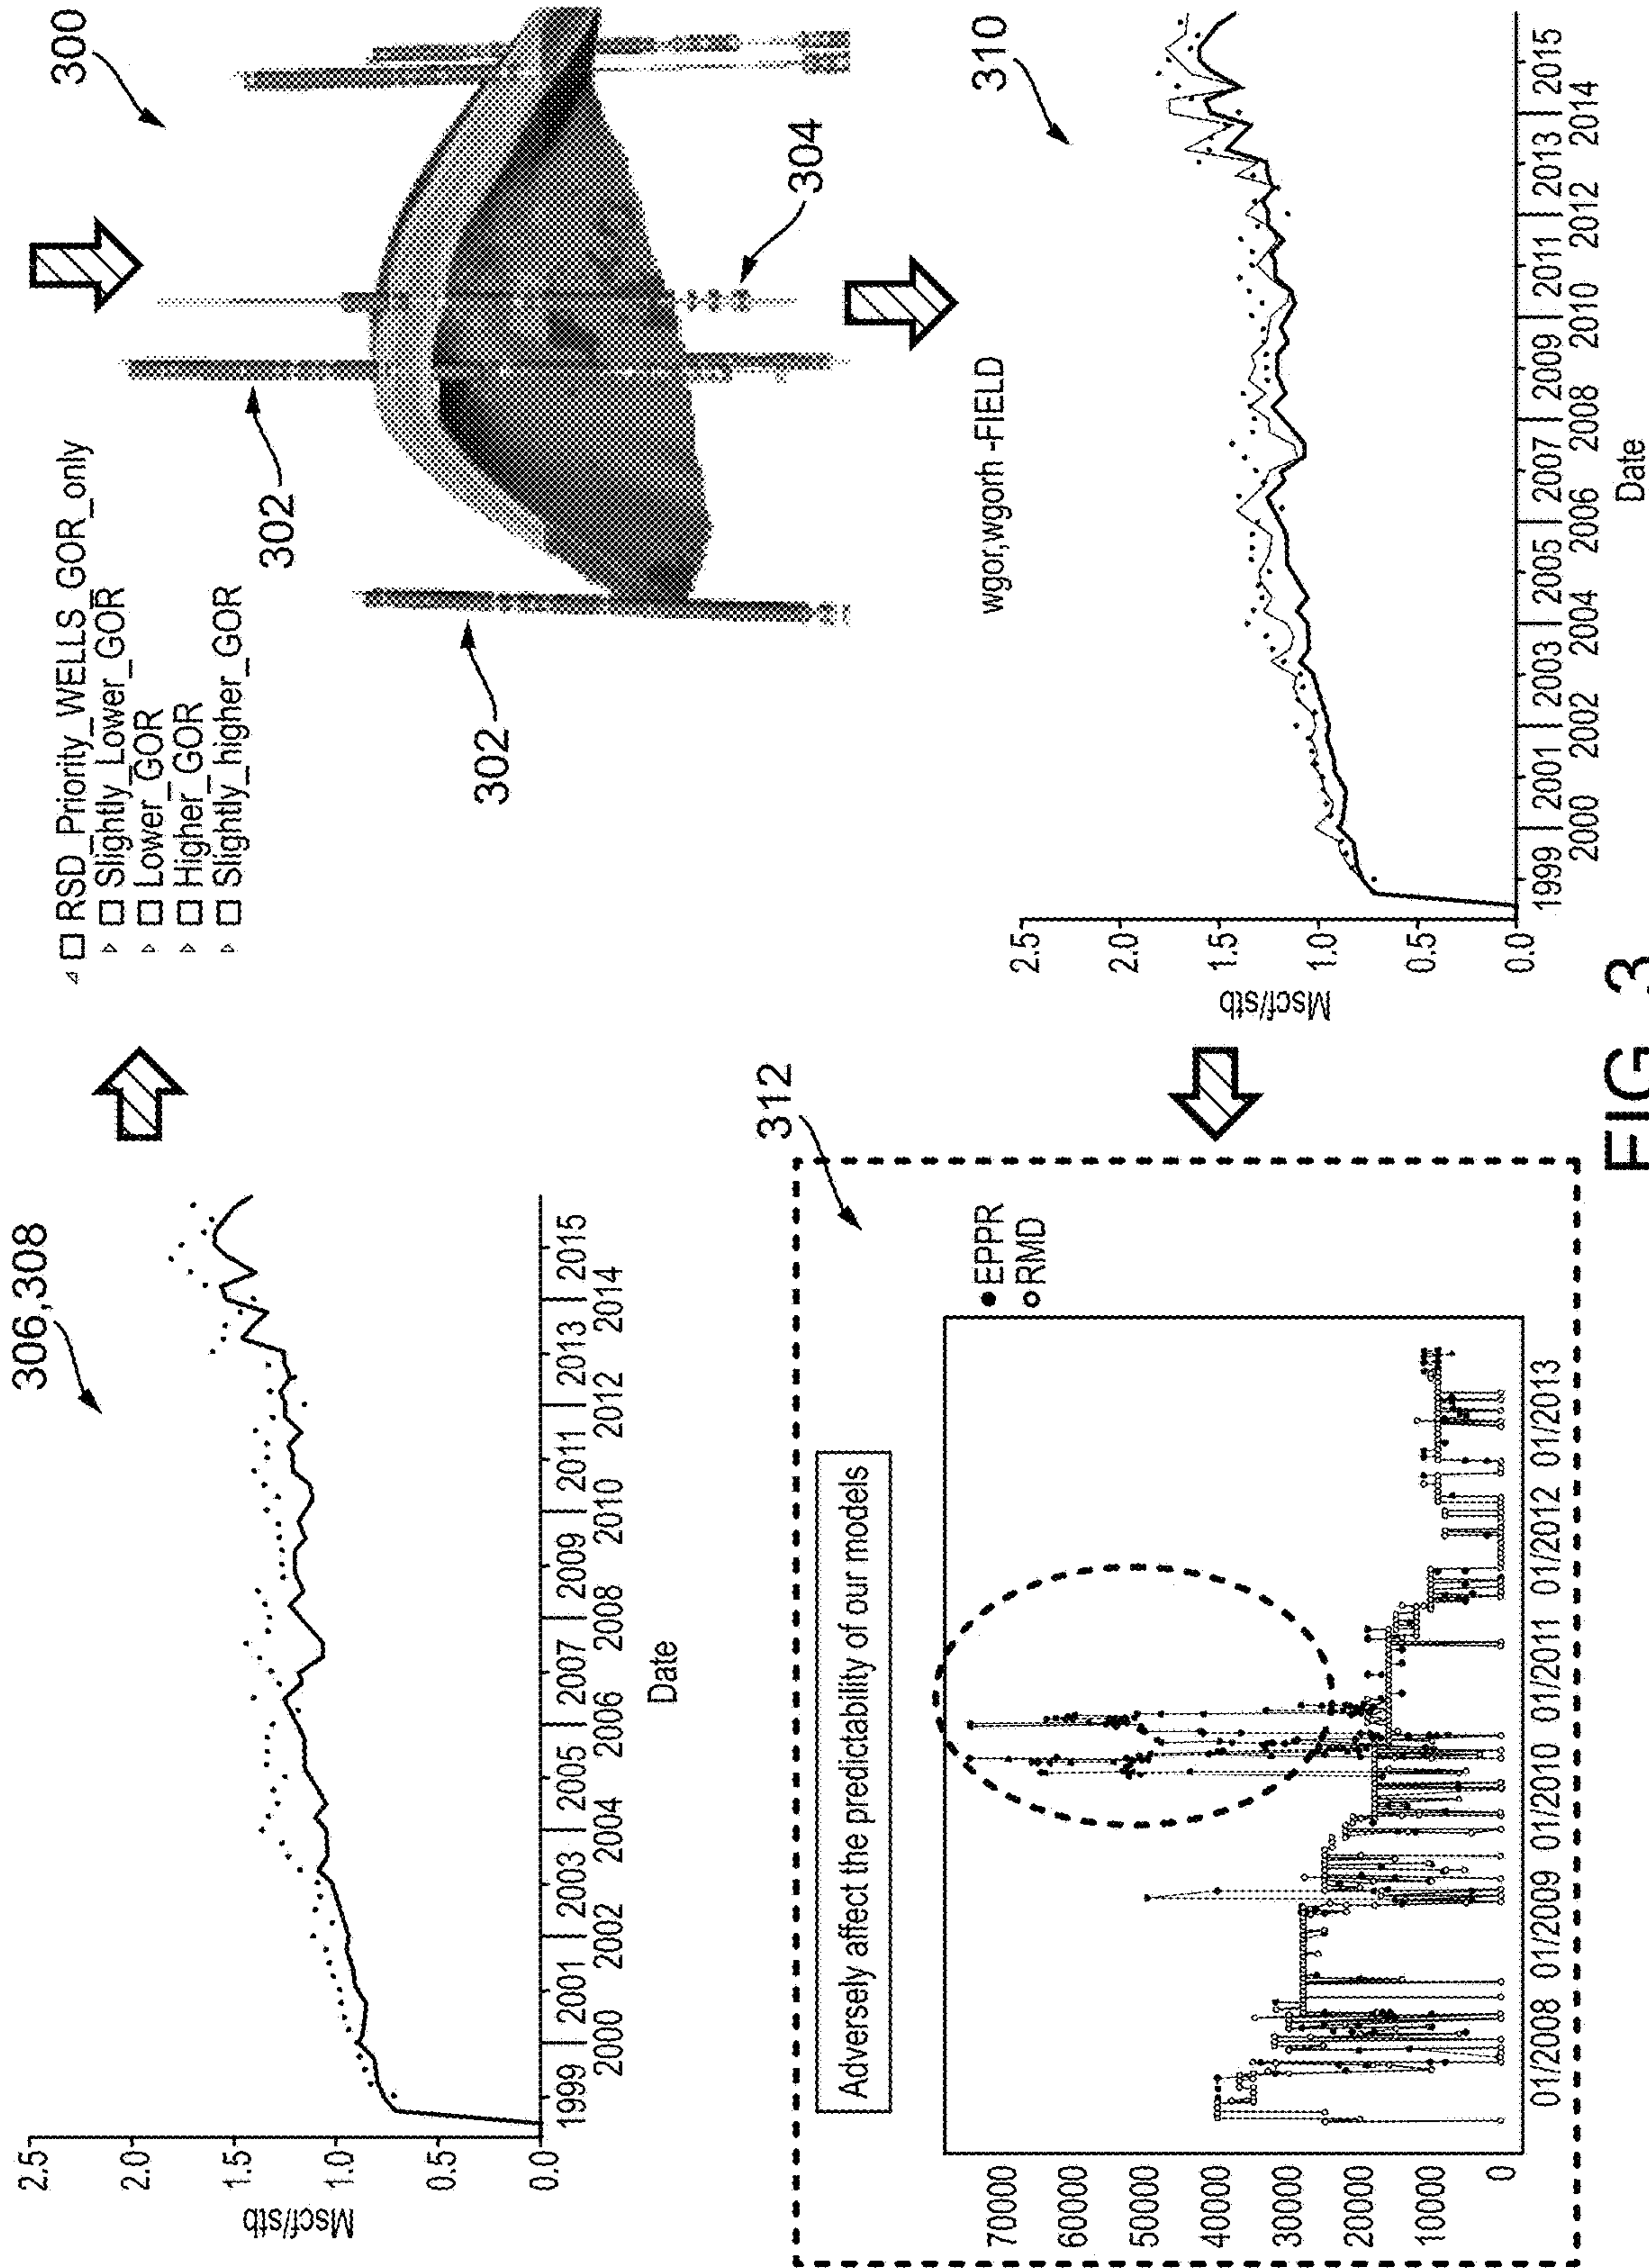 306,308
2.5
2.0
1.5
1.0
0.5
0.0
Mscf/stb
1999 | 2001 | 2003 | 2005 | 2007 | 2009 | 2011 | 2013 | 2015
2000 2002 2004 2006 2008 2010 2012 2014
Date
RSD_Priority_WELLS_GOR_only
Slightly_Lower_GOR
Lower_GOR
Higher_GOR
Slightly_higher_GOR
300
302
302
304
312
Adversely affect the predictability of our models
EPPR
RMD
70000
60000
50000
40000
30000
20000
10000
0
01/2008 01/2009 01/2010 01/2011 01/2012 01/2013
310
wgor,wgorh -FIELD
2.5
2.0
1.5
1.0
0.5
0.0
Mscf/stb
1999 | 2001 | 2003 | 2005 | 2007 | 2009 | 2011 | 2013 | 2015
2000 2002 2004 2006 2008 2010 2012 2014
Date
FIG. 3